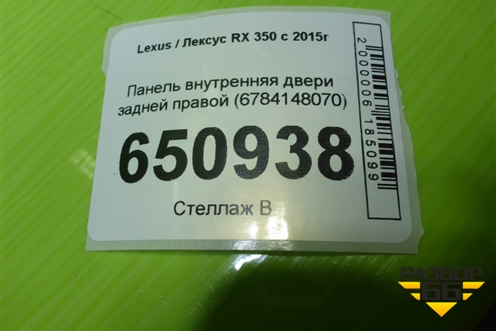 Lexus / Лексус RX 350 с 2015г
Панель внутренняя двери
задней правой (6784148070)
650938
Стеллаж В
2000006185099
РАЗБОР
66